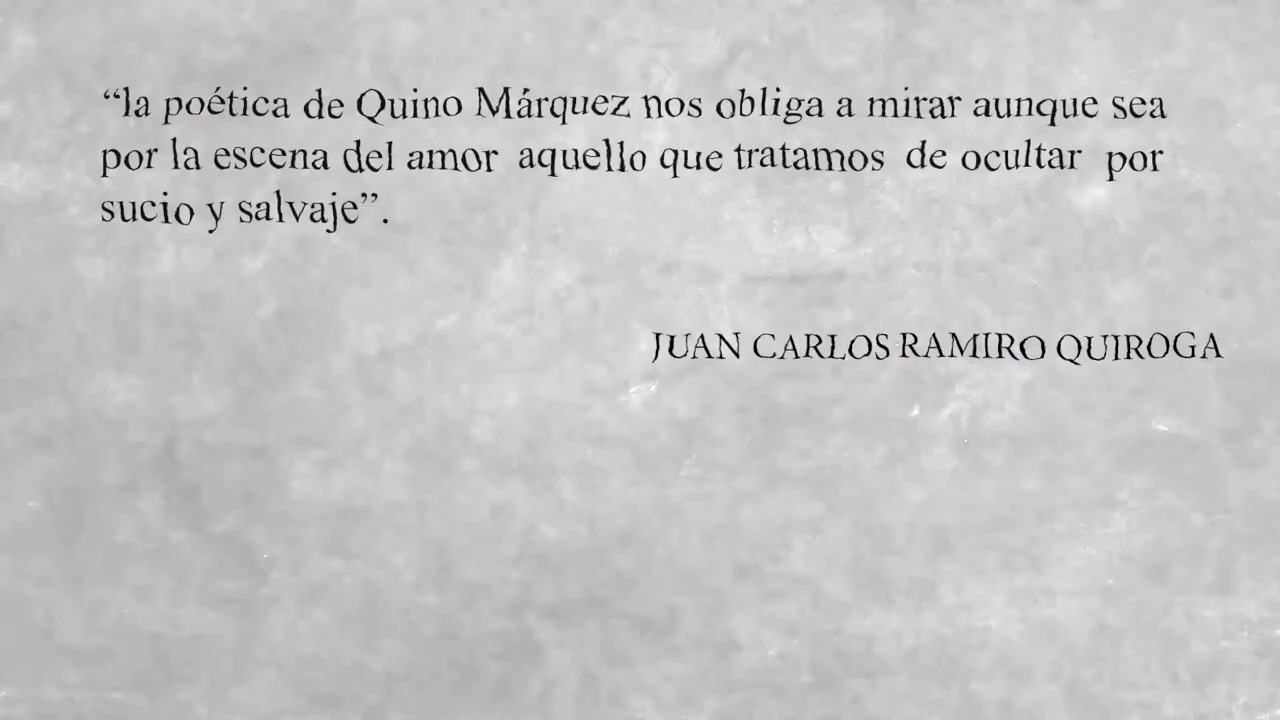 “la poética de Quino Márquez nos obliga a mirar aunque sea
por la escena del amor aquello que tratamos de ocultar por
sucio y salvaje”.
JUAN CARLOS RAMIRO QUIROGA